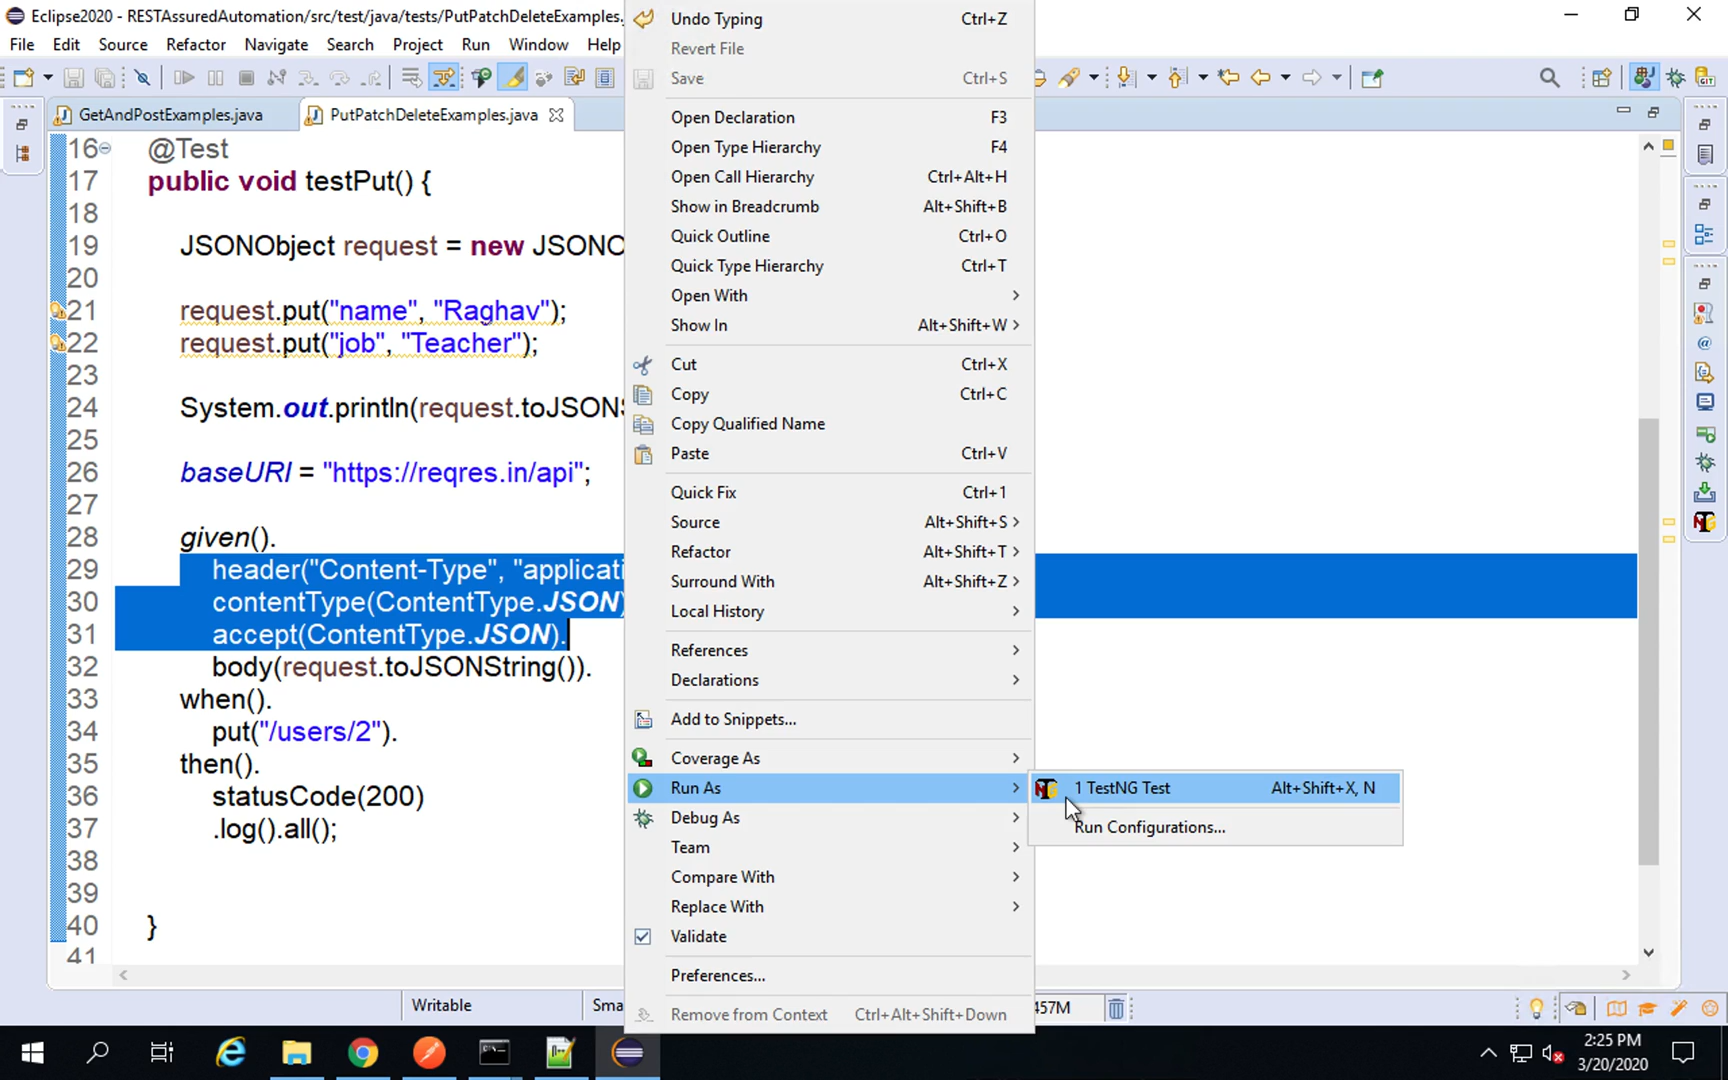 Eclipse2020 - RESTAssuredAutomation/src/test/java/tests/PutPatchDeleteExamples.
File Edit Source Refactor Navigate Search Project Run Window Help
GetAndPostExamples.java PutPatchDeleteExamples.java
16 @Test
17 public void testPut() {
18
19 JSONObject request = new JSONO
20
21 request.put("name", "Raghav");
22 request.put("job", "Teacher");
23
24 System.out.println(request.toJSONS
25
26 baseURI = "https://reqres.in/api";
27
28 given().
29 header("Content-Type", "applicati
30 contentType(ContentType.JSON)
31 accept(ContentType.JSON).
32 body(request.toJSONString()).
33 when().
34 put("/users/2").
35 then().
36 statusCode(200)
37 .log().all();
38
39
40 }
41
Undo Typing Ctrl+Z
Revert File
Save Ctrl+S
Open Declaration F3
Open Type Hierarchy F4
Open Call Hierarchy Ctrl+Alt+H
Show in Breadcrumb Alt+Shift+B
Quick Outline Ctrl+O
Quick Type Hierarchy Ctrl+T
Open With
Show In Alt+Shift+W
Cut Ctrl+X
Copy Ctrl+C
Copy Qualified Name
Paste Ctrl+V
Quick Fix Ctrl+1
Source Alt+Shift+S
Refactor Alt+Shift+T
Surround With Alt+Shift+Z
Local History
References
Declarations
Add to Snippets...
Coverage As
Run As
Debug As
Team
Compare With
Replace With
Validate
Preferences...
Remove from Context Ctrl+Alt+Shift+Down
1 TestNG Test Alt+Shift+X, N
Run Configurations...
Writable Sma 457M
2:25 PM
3/20/2020